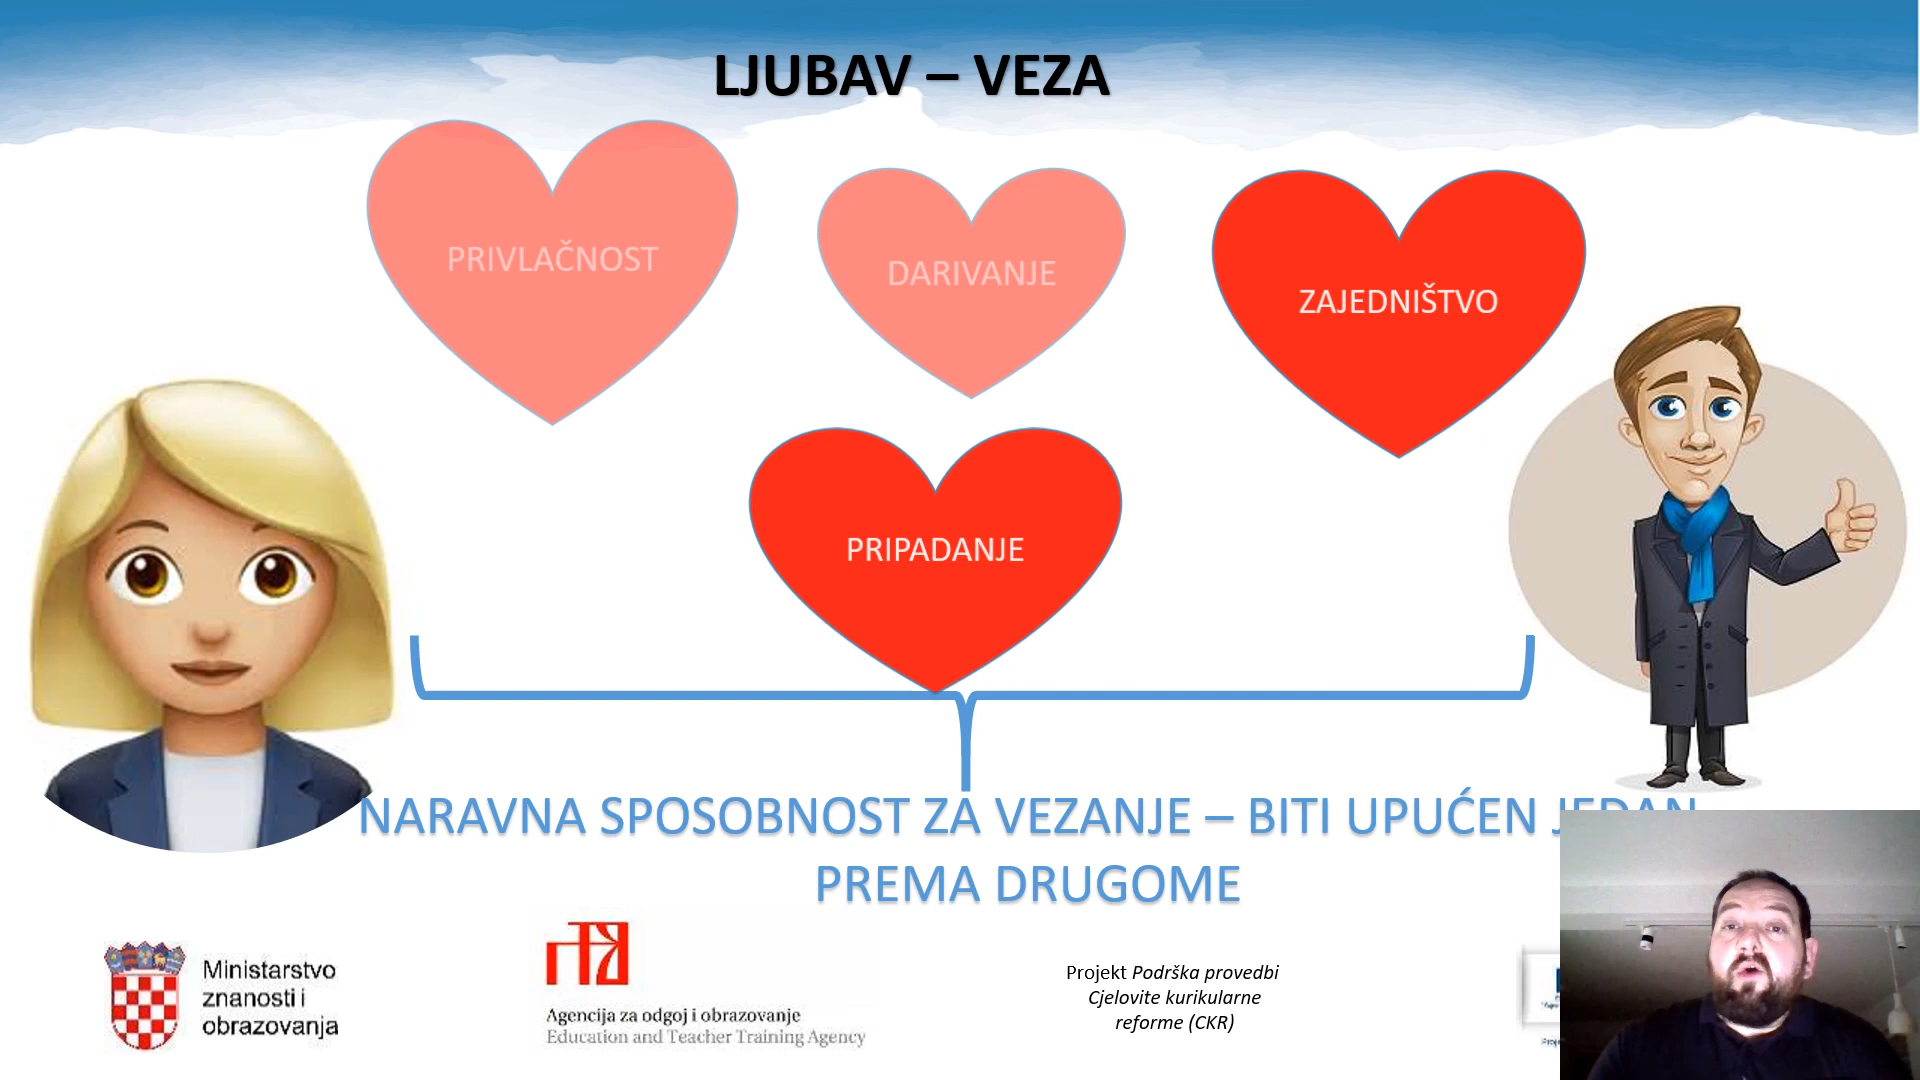 LJUBAV – VEZA
PRIVLAČNOST
DARIVANJE
ZAJEDNIŠTVO
PRIPADANJE
NARAVNA SPOSOBNOST ZA VEZANJE – BITI UPUĆEN JEDAN
PREMA DRUGOME
Ministarstvo
znanosti i
obrazovanja
Agencija za odgoj i obrazovanje
Education and Teacher Training Agency
Projekt Podrška provedbi
Cjelovite kurikularne
reforme (CKR)